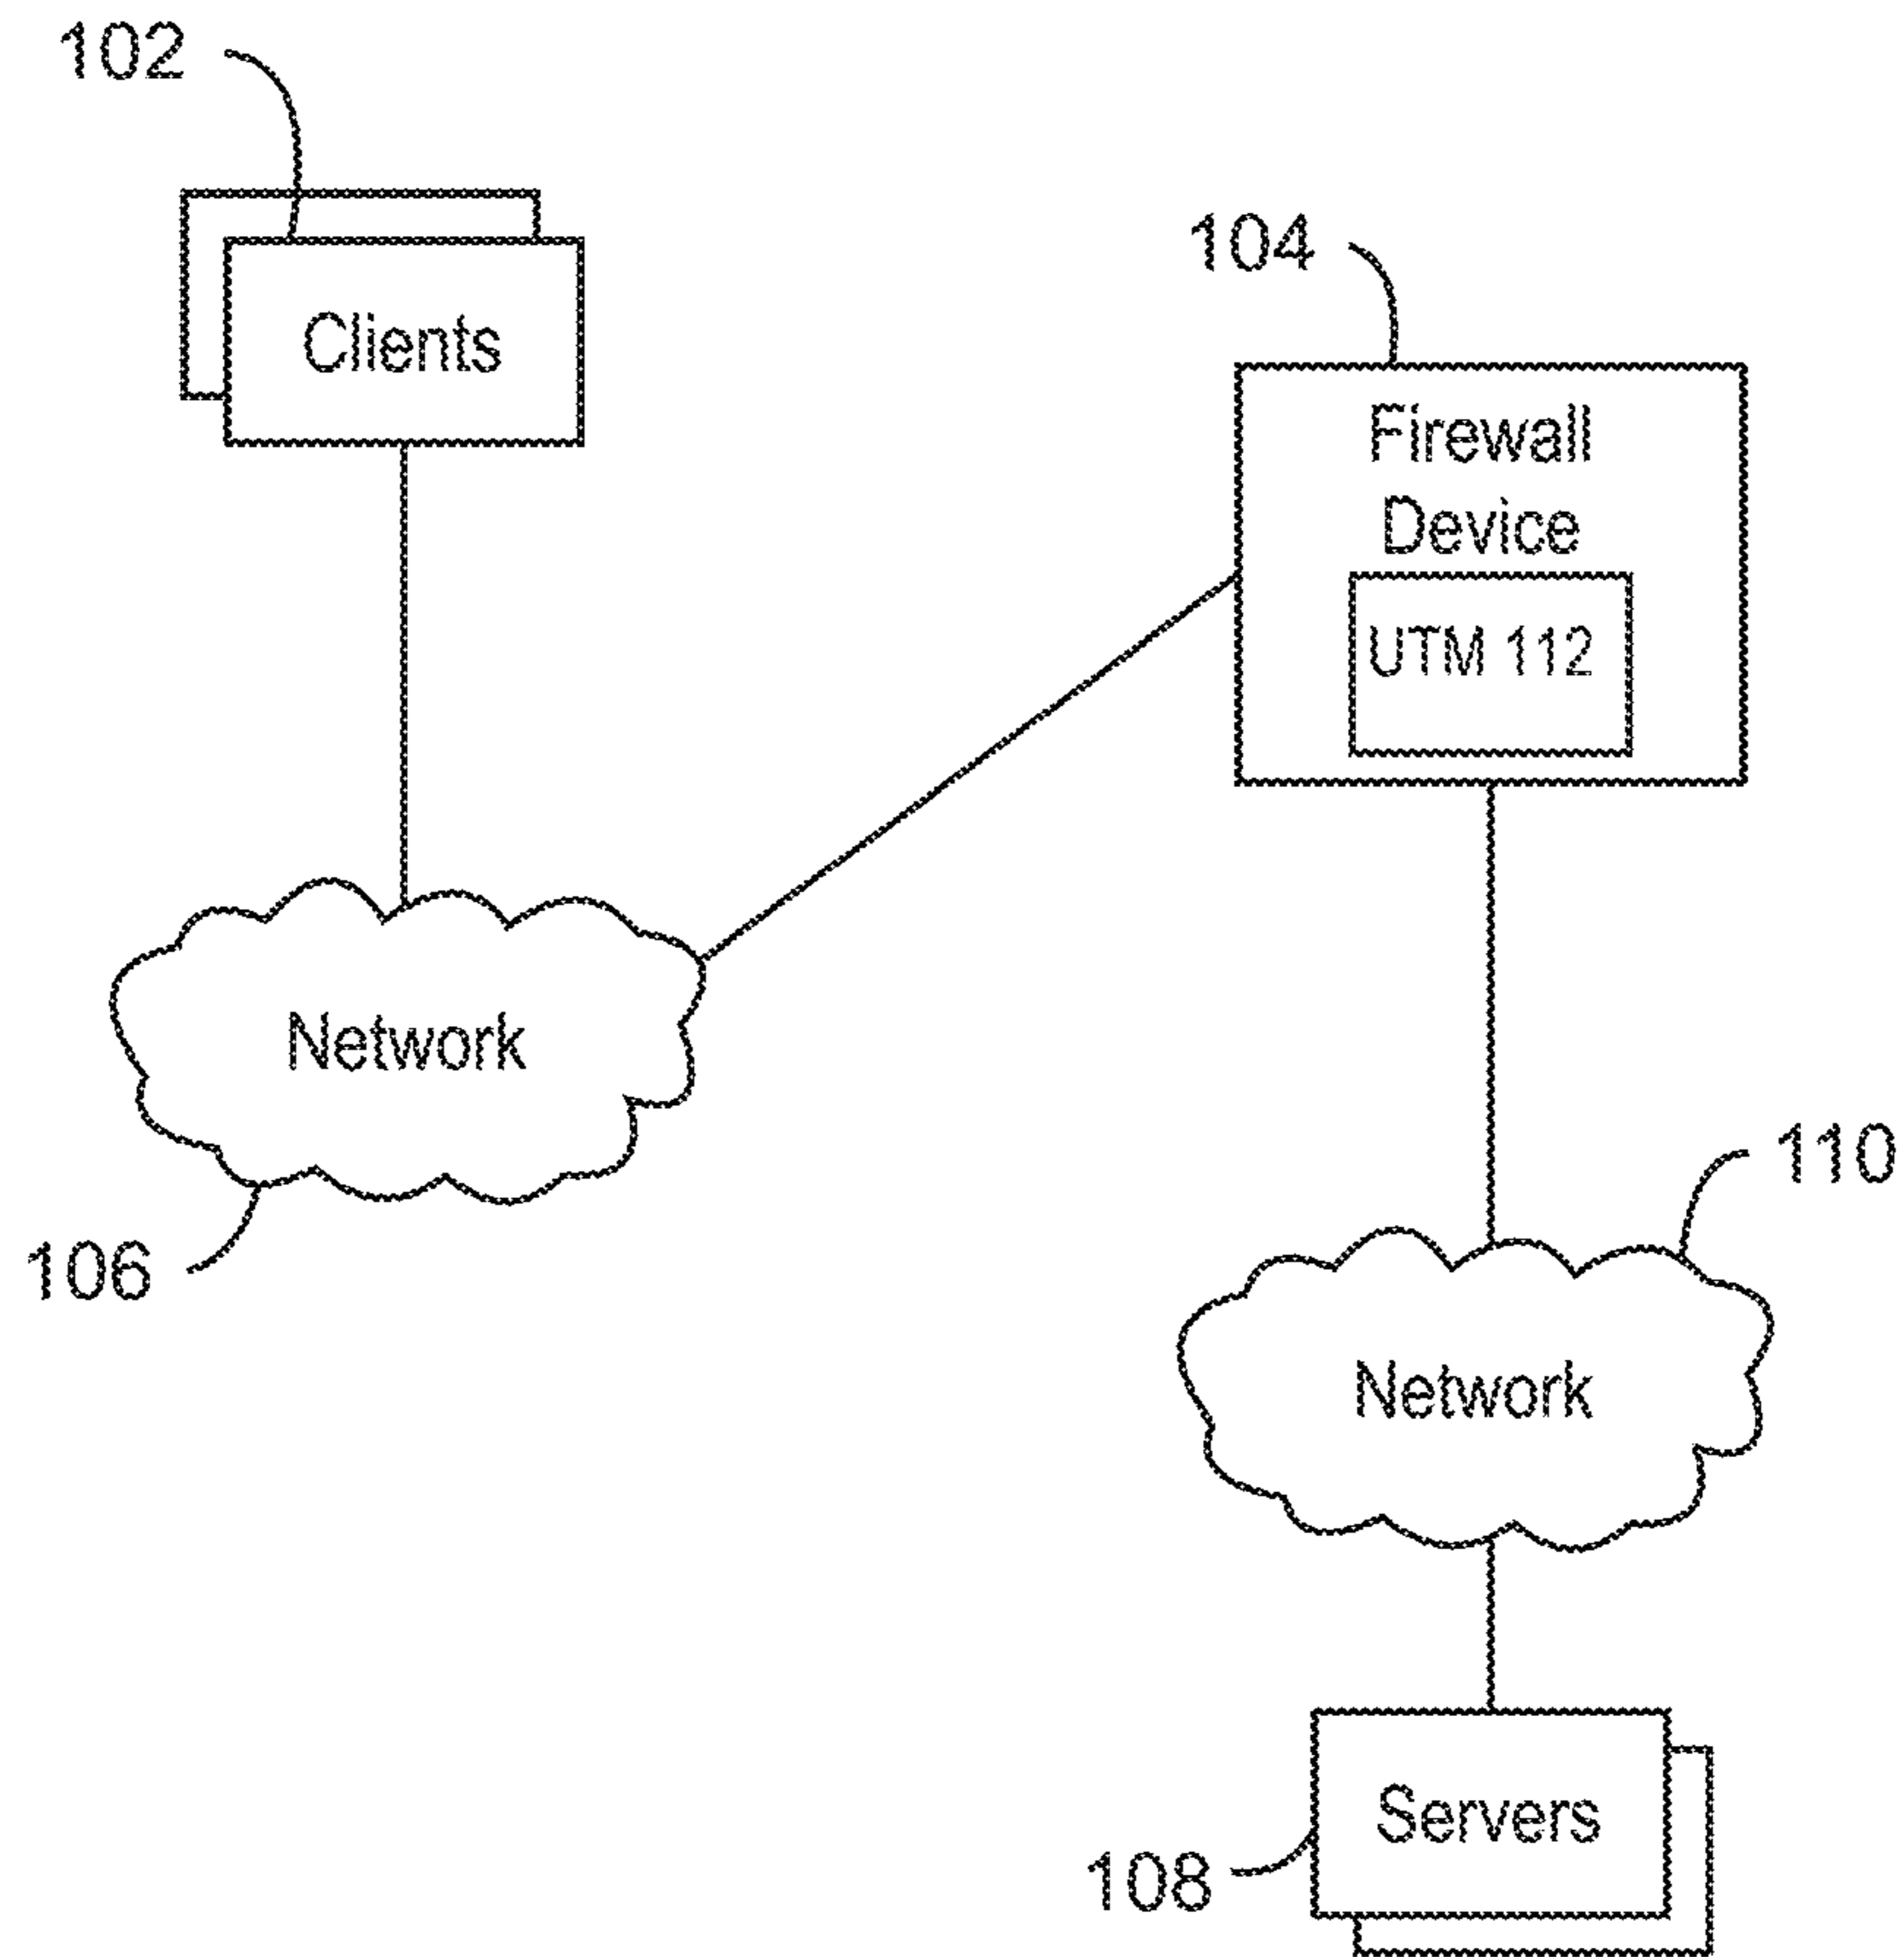 102
Clients
104
Firewall
Device
UTM 112
Network
106
110
Network
Servers
108